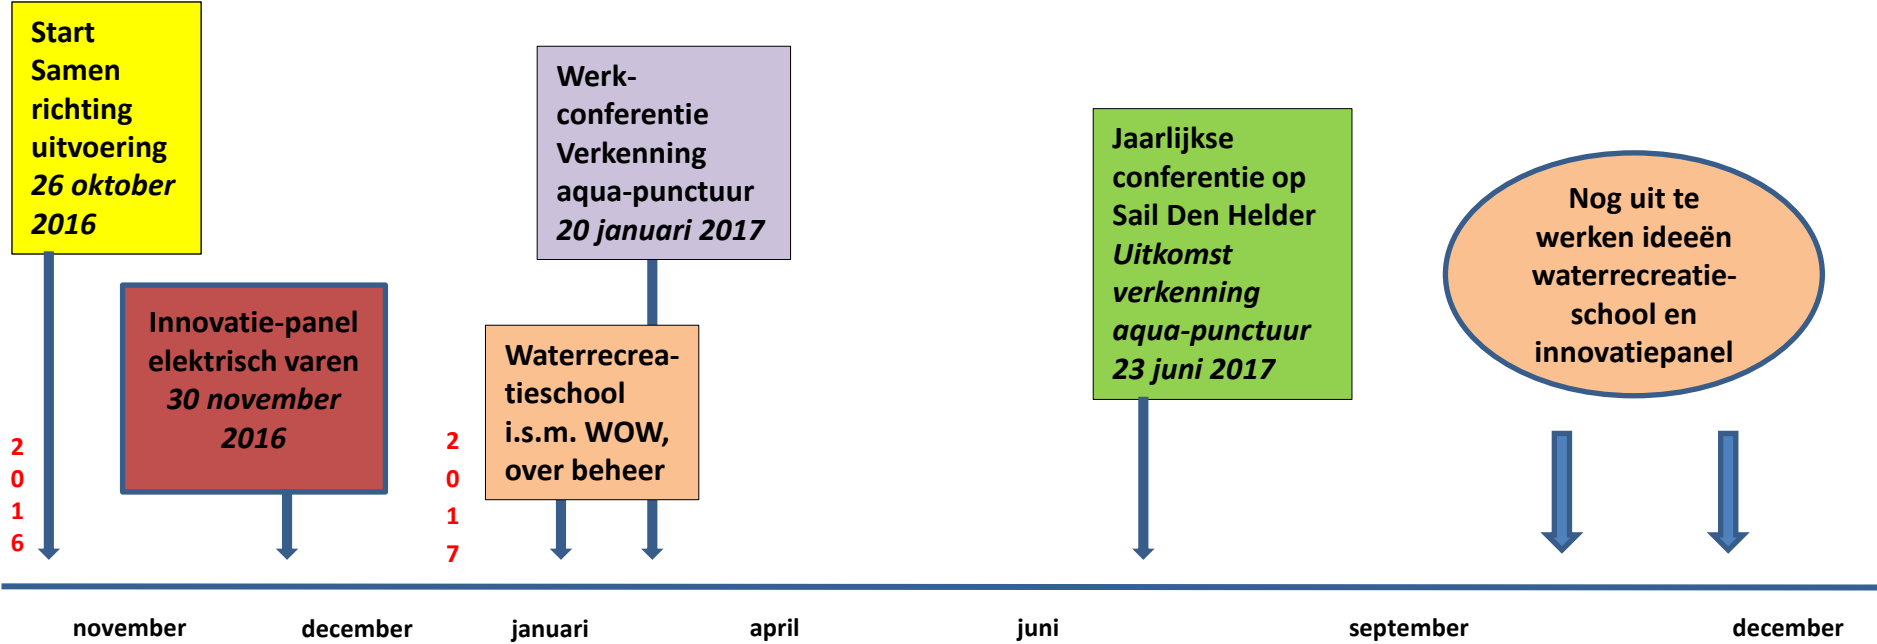 Start
Samen
richting
uitvoering
26 oktober
2016
Innovatie-panel
elektrisch varen
30 november
2016
Werk-
conferentie
Verkenning
aqua-punctuur
20 januari 2017
Waterrecrea-
tieschool
i.s.m. WOW,
over beheer
Jaarlijkse
conferentie op
Sail Den Helder
Uitkomst
verkenning
aqua-punctuur
23 juni 2017
Nog uit te
werken ideeën
waterrecreatie-
school en
innovatiepanel
2
0
1
6
2
0
1
7
november december januari april juni september december